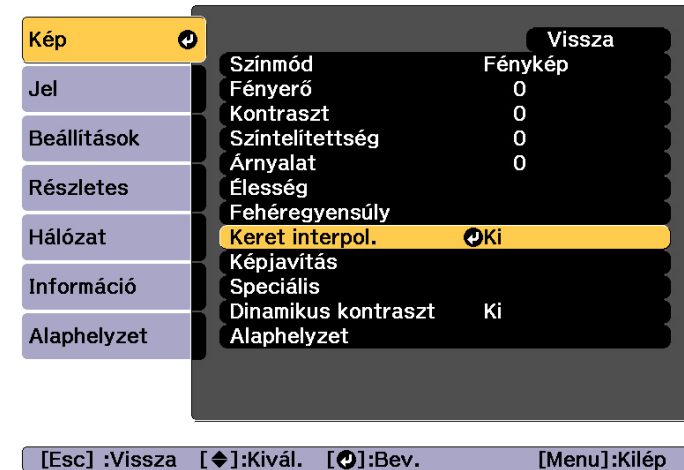 Kép
Jel
Beállítások
Részletes
Hálózat
Információ
Alaphelyzet
Vissza
Színmód Fénykép
Fényerő 0
Kontraszt 0
Színtelítettség 0
Árnyalat 0
Élesség
Fehéregyensúly
Keret interpol. Ki
Képjavítás
Speciális
Dinamikus kontraszt Ki
Alaphelyzet
[Esc] :Vissza [◆]:Kivál. [↵]:Bev. [Menu]:Kilép